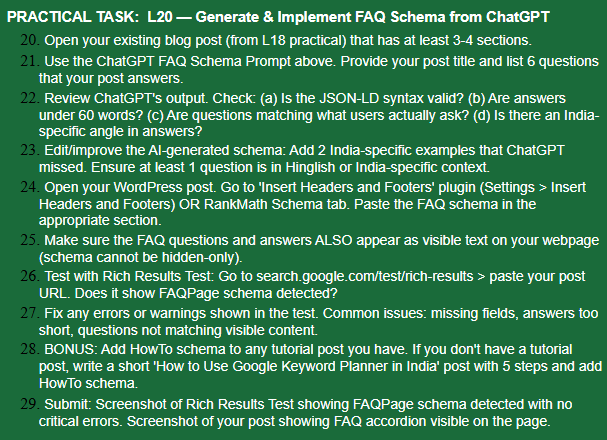 PRACTICAL TASK:  L20 — Generate & Implement FAQ Schema from ChatGPT
20. Open your existing blog post (from L18 practical) that has at least 3-4 sections.
21. Use the ChatGPT FAQ Schema Prompt above. Provide your post title and list 6 questions
that your post answers.
22. Review ChatGPT's output. Check: (a) Is the JSON-LD syntax valid? (b) Are answers
under 60 words? (c) Are questions matching what users actually ask? (d) Is there an India-
specific angle in answers?
23. Edit/improve the AI-generated schema: Add 2 India-specific examples that ChatGPT
missed. Ensure at least 1 question is in Hinglish or India-specific context.
24. Open your WordPress post. Go to 'Insert Headers and Footers' plugin (Settings > Insert
Headers and Footers) OR RankMath Schema tab. Paste the FAQ schema in the
appropriate section.
25. Make sure the FAQ questions and answers ALSO appear as visible text on your webpage
(schema cannot be hidden-only).
26. Test with Rich Results Test: Go to search.google.com/test/rich-results > paste your post
URL. Does it show FAQPage schema detected?
27. Fix any errors or warnings shown in the test. Common issues: missing fields, answers too
short, questions not matching visible content.
28. BONUS: Add HowTo schema to any tutorial post you have. If you don't have a tutorial
post, write a short 'How to Use Google Keyword Planner in India' post with 5 steps and add
HowTo schema.
29. Submit: Screenshot of Rich Results Test showing FAQPage schema detected with no
critical errors. Screenshot of your post showing FAQ accordion visible on the page.